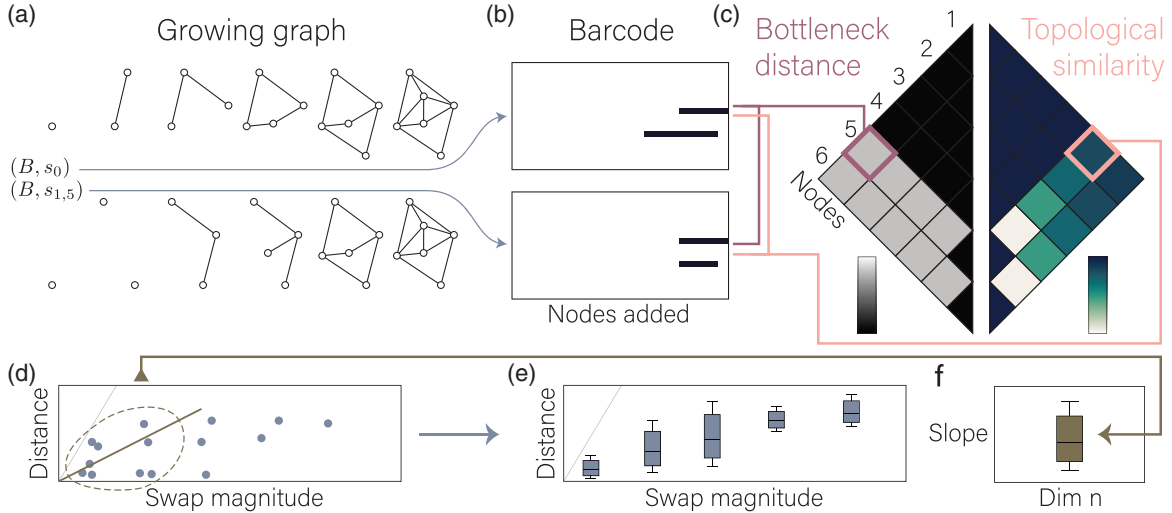 (a)
Growing graph
(B, s₀)
(B, s₁,₅)
(b)
Barcode
Nodes added
(c)
Bottleneck
distance
Topological
similarity
1
2
3
4
5
6
Nodes
(d)
Distance
Swap magnitude
(e)
Distance
Swap magnitude
f
Slope
Dim n